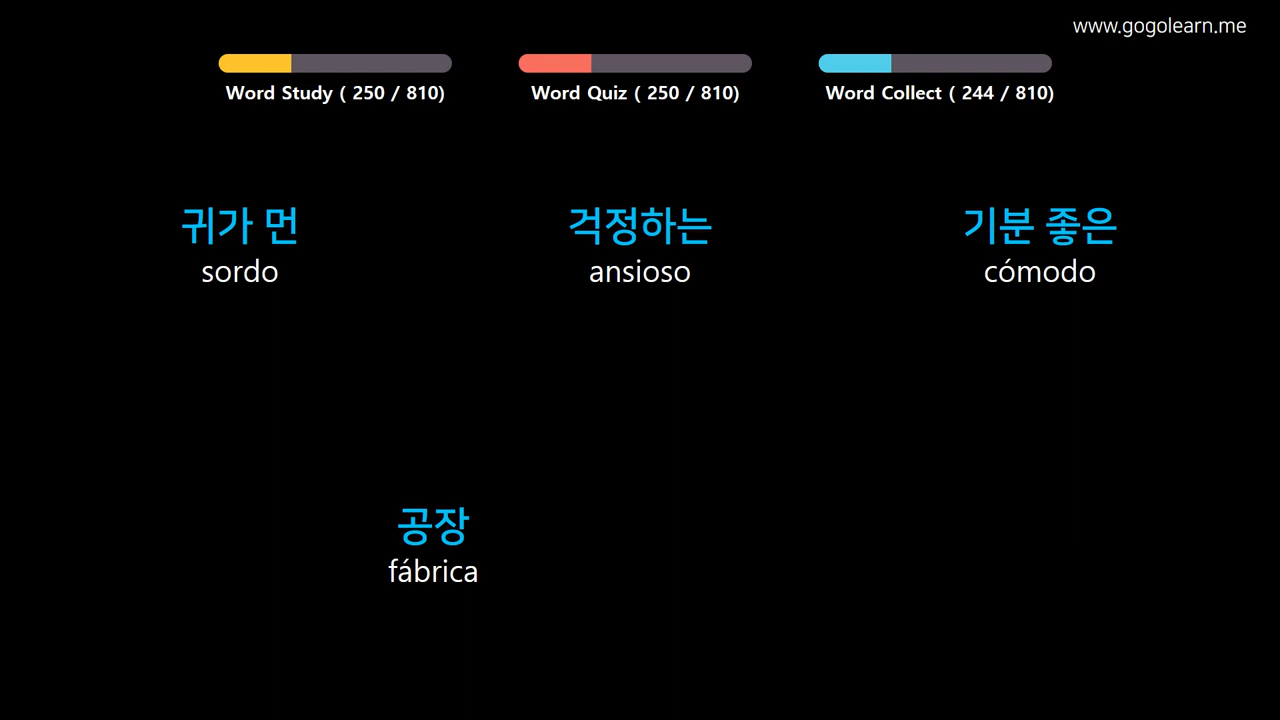 www.gogolearn.me
Word Study ( 250 / 810)
Word Quiz ( 250 / 810)
Word Collect ( 244 / 810)
귀가 먼
sordo
걱정하는
ansioso
기분 좋은
cómodo
공장
fábrica